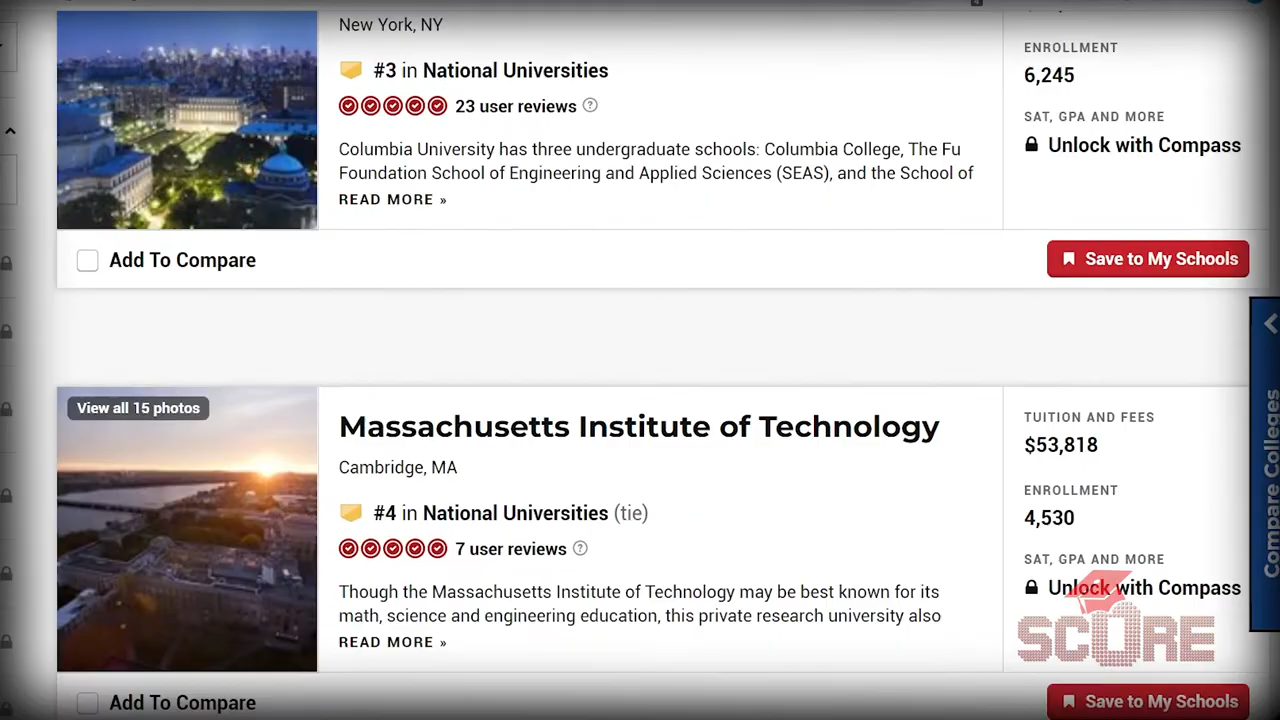 New York, NY
#3 in National Universities
23 user reviews
Columbia University has three undergraduate schools: Columbia College, The Fu
Foundation School of Engineering and Applied Sciences (SEAS), and the School of
READ MORE »
ENROLLMENT
6,245
SAT, GPA AND MORE
Unlock with Compass
Add To Compare
Save to My Schools
View all 15 photos
Massachusetts Institute of Technology
Cambridge, MA
#4 in National Universities (tie)
7 user reviews
Though the Massachusetts Institute of Technology may be best known for its
math, science and engineering education, this private research university also
READ MORE »
TUITION AND FEES
$53,818
ENROLLMENT
4,530
SAT, GPA AND MORE
Unlock with Compass
SCORE
Add To Compare
Save to My Schools
Compare Colleges